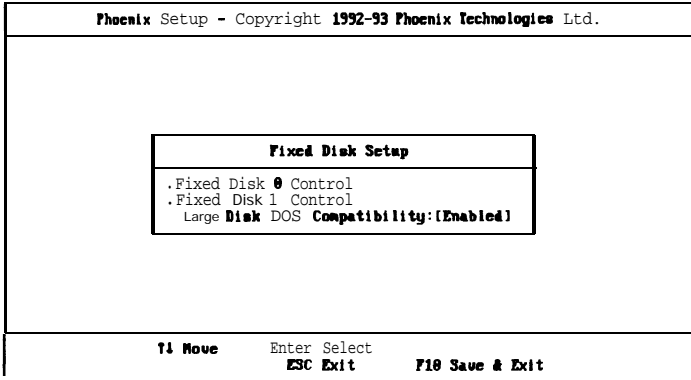 Phoenix Setup - Copyright 1992-93 Phoenix Technologies Ltd.
Fixed Disk Setup
.Fixed Disk 0 Control
.Fixed Disk 1 Control
Large Disk DOS Compatibility:[Enabled]
↑↓ Move Enter Select
ESC Exit F10 Save & Exit